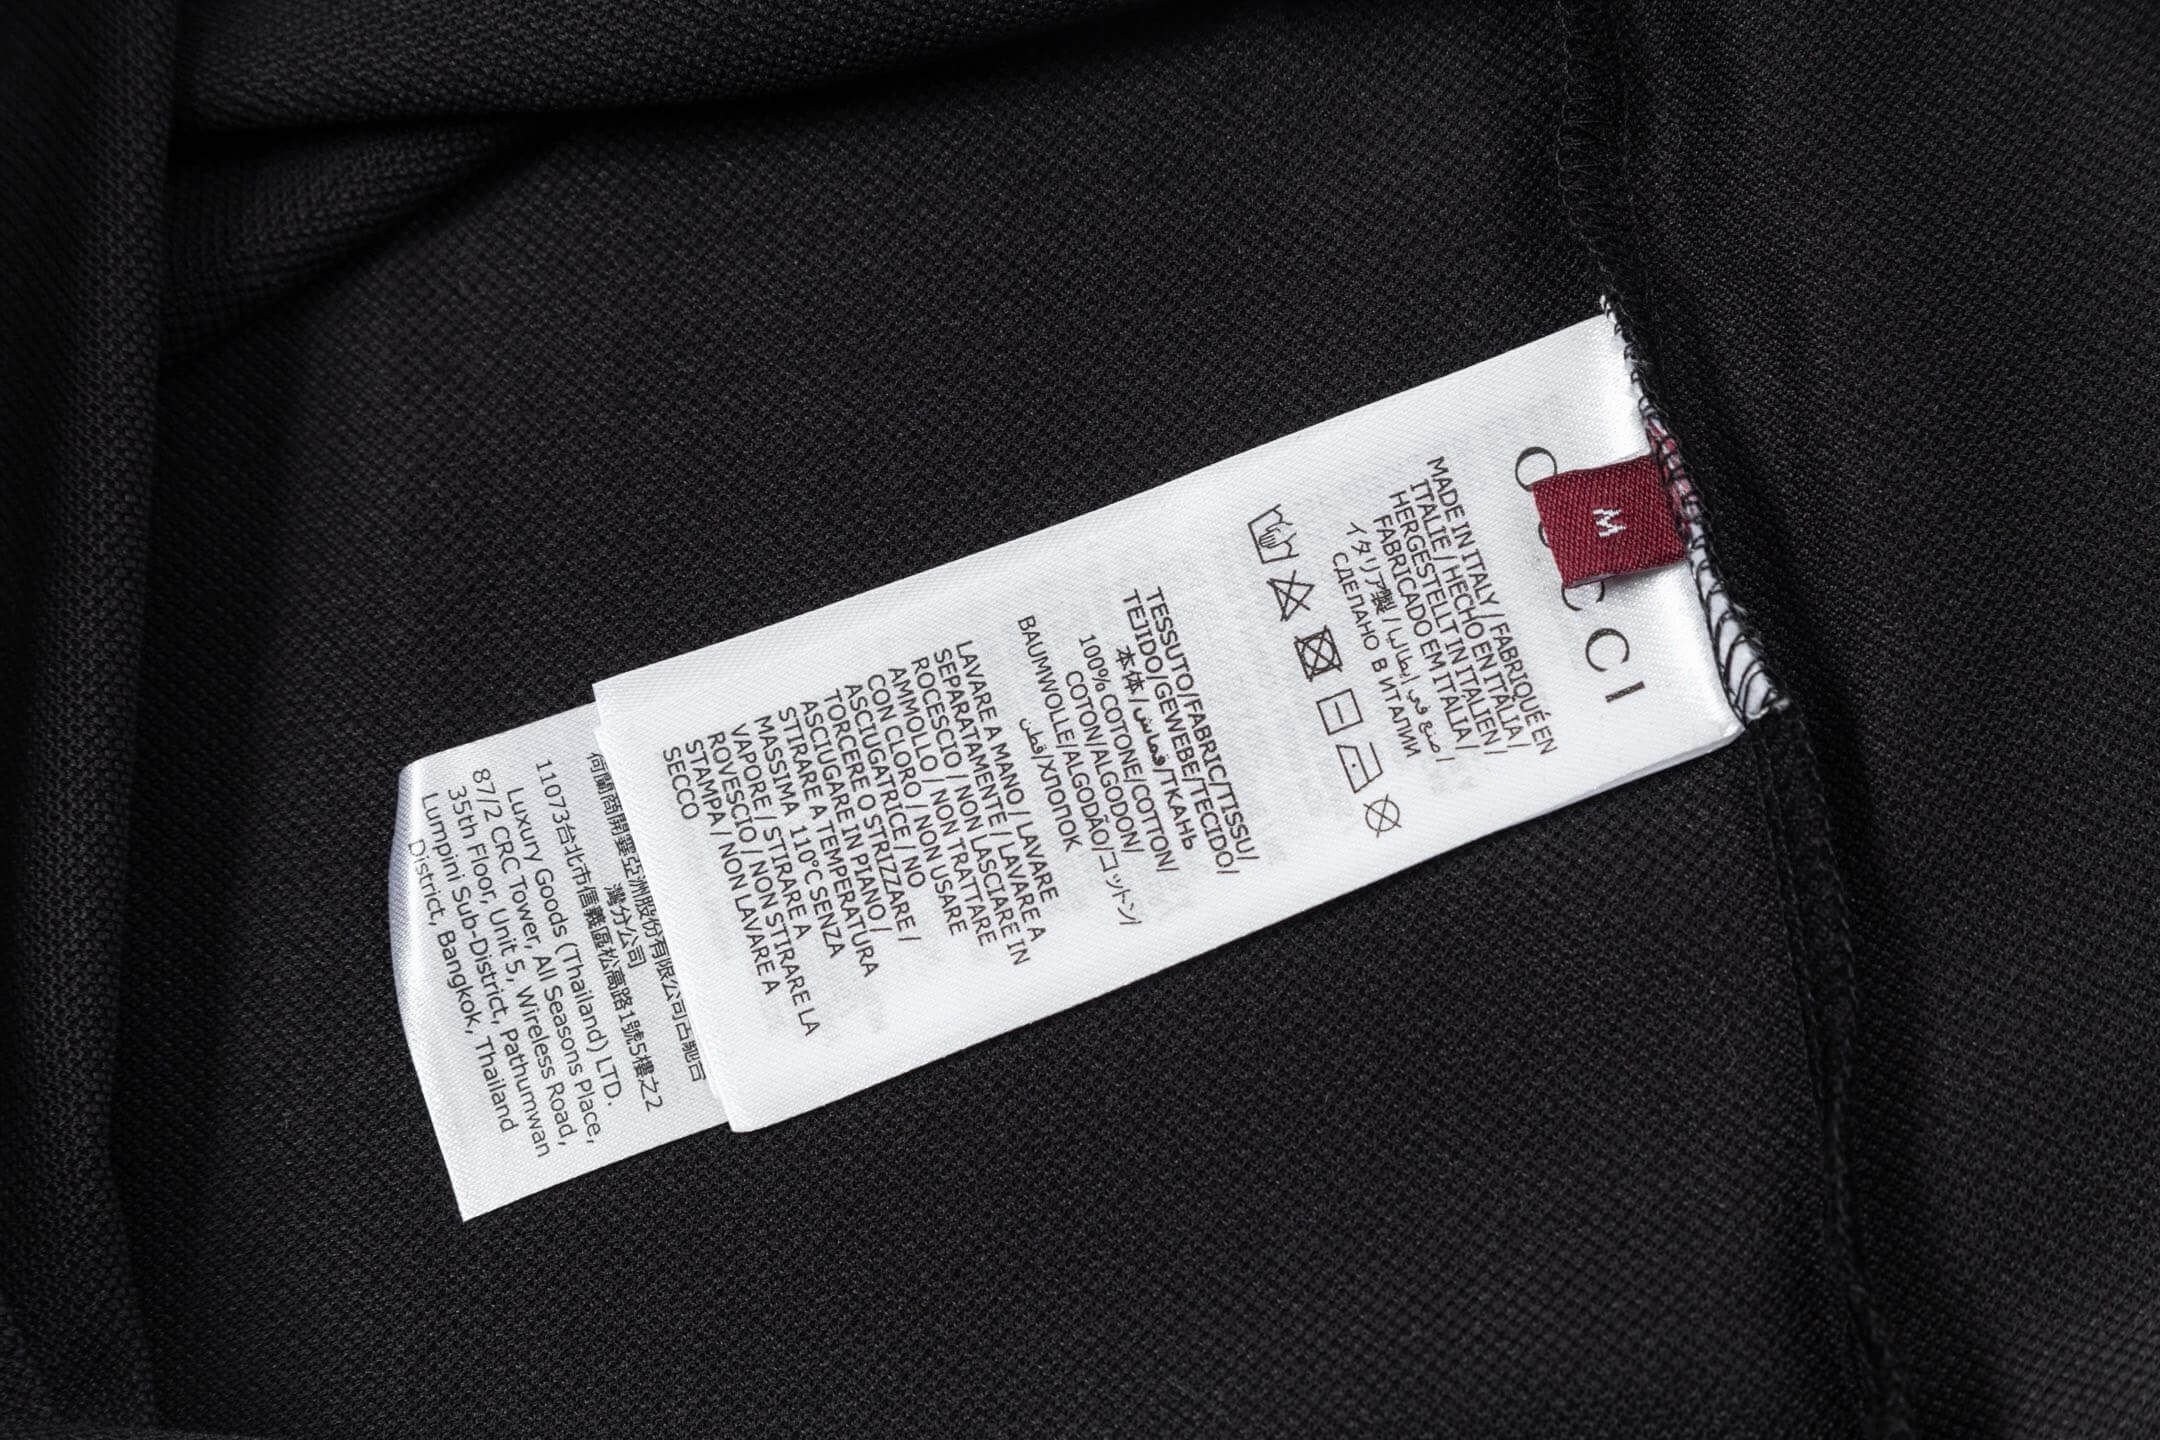 M
MADE IN ITALY / FABRIQUÉ EN
ITALIE / HECHO EN ITALIA /
HERGESTELLT IN ITALIEN /
FABRICADO EM ITALIA /
イタリア製 / صنع في إيطاليا /
СДЕЛАНО В ИТАЛИИ
TESSUTO/FABRIC/TISSU/
TEJIDO/GEWEBE/TECIDO/
本体/قماش/ТКАНЬ
100% COTONE/COTTON/
COTON/ALGODON/
BAUMWOLLE/ALGODÃO/コットン/
قطن/ХЛОПОК
LAVARE A MANO / LAVARE
SEPARATAMENTE / LAVARE A
ROCESCIO / NON LASCIARE IN
AMMOLLO / NON TRATTARE
CON CLORO / NON USARE
ASCIUGATRICE / NO
TORCERE O STRIZZARE /
ASCIUGARE IN PIANO /
STIRARE A TEMPERATURA
MASSIMA 110°C SENZA
VAPORE / STIRARE A
ROVESCIO / NON STIRARE LA
STAMPA / NON LAVARE A
SECCO
荷蘭商開雲亞洲股份有限公司古馳台
灣分公司
11073台北市信義區松高路1號5樓之2
Luxury Goods (Thailand) LTD.
87/2 CRC Tower, All Seasons Place,
35th Floor, Unit 5, Wireless Road,
Lumpini Sub-District, Pathumwan
District, Bangkok, Thailand